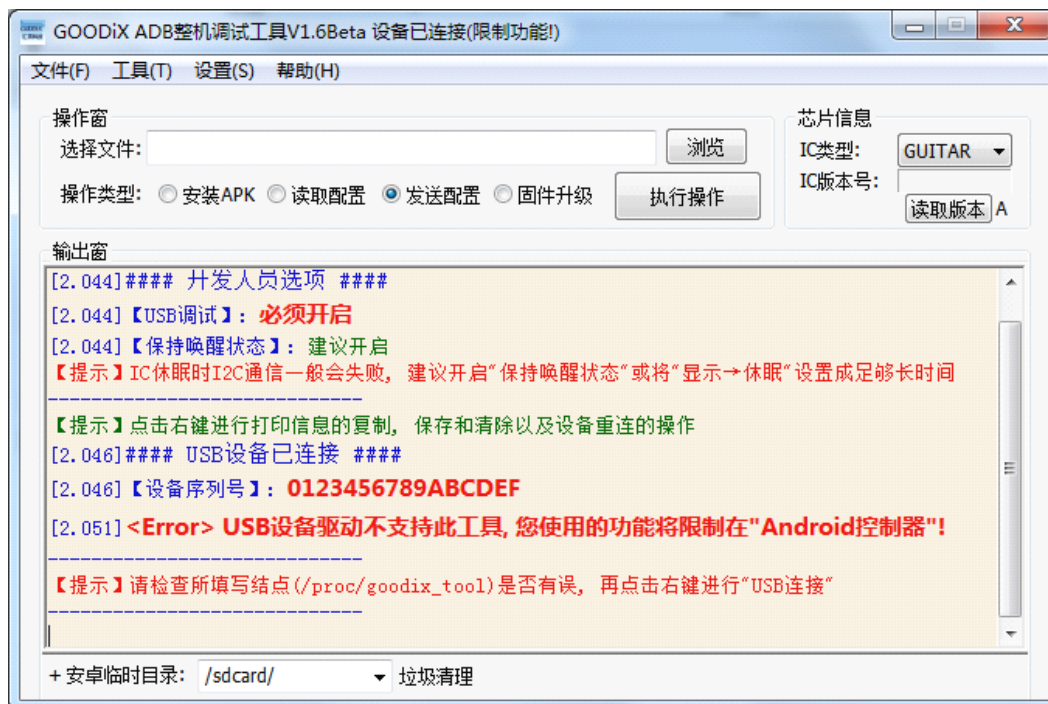 GOODiX ADB整机调试工具V1.6Beta 设备已连接(限制功能!)
文件(F) 工具(T) 设置(S) 帮助(H)
操作窗
选择文件: 浏览
操作类型: 安装APK 读取配置 发送配置 固件升级 执行操作
芯片信息
IC类型: GUITAR
IC版本号:
读取版本 A
输出窗
[2.044]#### 开发人员选项 ####
[2.044]【USB调试】: 必须开启
[2.044]【保持唤醒状态】: 建议开启
【提示】IC休眠时I2C通信一般会失败, 建议开启"保持唤醒状态"或将"显示→休眠"设置成足够长时间
-----------------------------
【提示】点击右键进行打印信息的复制, 保存和清除以及设备重连的操作
[2.046]#### USB设备已连接 ####
[2.046]【设备序列号】: 0123456789ABCDEF
[2.051]<Error> USB设备驱动不支持此工具, 您使用的功能将限制在"Android控制器"!
-----------------------------
【提示】请检查所填写结点(/proc/goodix_tool)是否有误, 再点击右键进行"USB连接"
-----------------------------
+ 安卓临时目录: /sdcard/ 垃圾清理